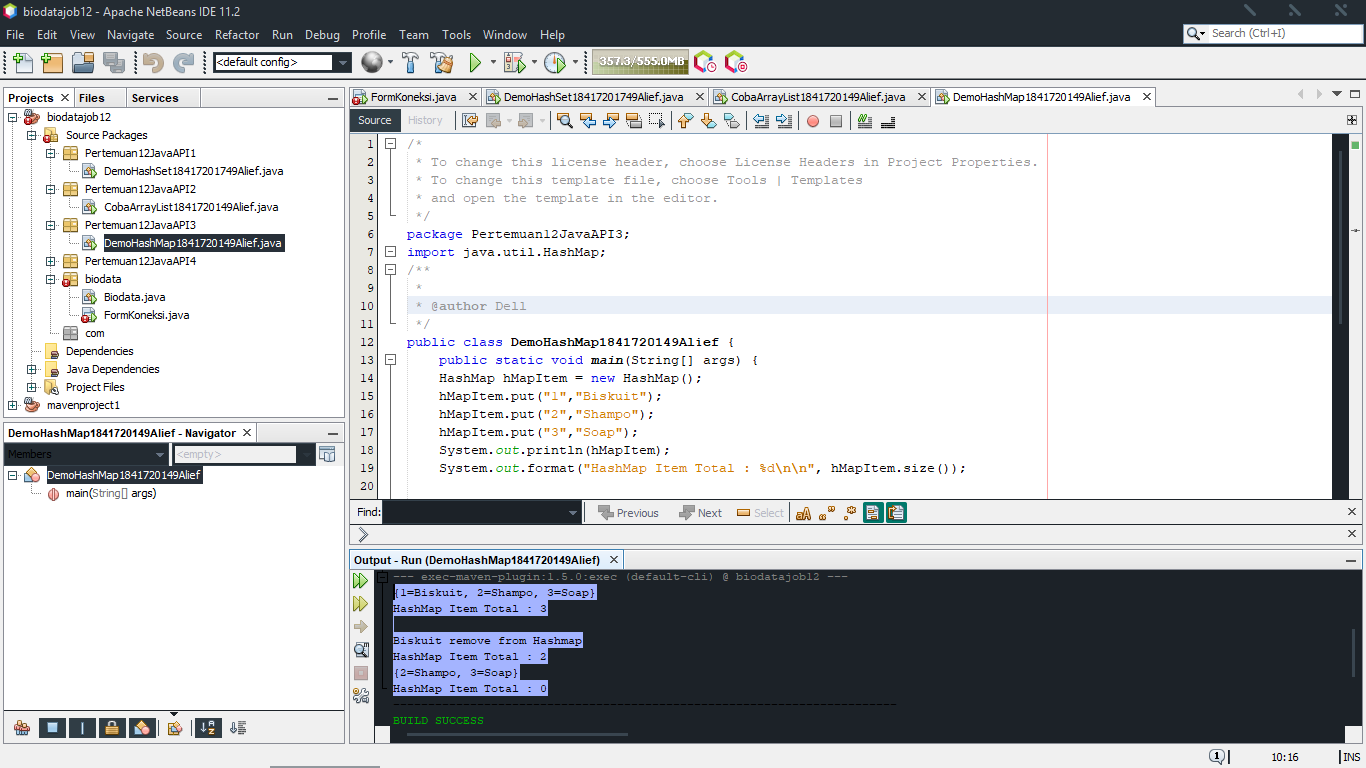 biodatajob12 - Apache NetBeans IDE 11.2
File Edit View Navigate Source Refactor Run Debug Profile Team Tools Window Help
Search (Ctrl+I)
<default config>
357.3/555.0MB
Projects Files Services
biodatajob12
Source Packages
Pertemuan12JavaAPI1
DemoHashSet18417201749Alief.java
Pertemuan12JavaAPI2
CobaArrayList1841720149Alief.java
Pertemuan12JavaAPI3
DemoHashMap1841720149Alief.java
Pertemuan12JavaAPI4
biodata
Biodata.java
FormKoneksi.java
com
Dependencies
Java Dependencies
Project Files
mavenproject1
DemoHashMap1841720149Alief - Navigator
Members
<empty>
DemoHashMap1841720149Alief
main(String[] args)
FormKoneksi.java DemoHashSet18417201749Alief.java CobaArrayList1841720149Alief.java DemoHashMap1841720149Alief.java
Source History
1 /*
2 * To change this license header, choose License Headers in Project Properties.
3 * To change this template file, choose Tools | Templates
4 * and open the template in the editor.
5 */
6 package Pertemuan12JavaAPI3;
7 import java.util.HashMap;
8 /**
9 *
10 * @author Dell
11 */
12 public class DemoHashMap1841720149Alief {
13 public static void main(String[] args) {
14 HashMap hMapItem = new HashMap();
15 hMapItem.put("1","Biskuit");
16 hMapItem.put("2","Shampo");
17 hMapItem.put("3","Soap");
18 System.out.println(hMapItem);
19 System.out.format("HashMap Item Total : %d\n\n", hMapItem.size());
20
Find: Previous Next Select
Output - Run (DemoHashMap1841720149Alief)
--- exec-maven-plugin:1.5.0:exec (default-cli) @ biodatajob12 ---
{1=Biskuit, 2=Shampo, 3=Soap}
HashMap Item Total : 3
Biskuit remove from Hashmap
HashMap Item Total : 2
{2=Shampo, 3=Soap}
HashMap Item Total : 0
------------------------------------------------------------------------
BUILD SUCCESS
1
10:16
INS